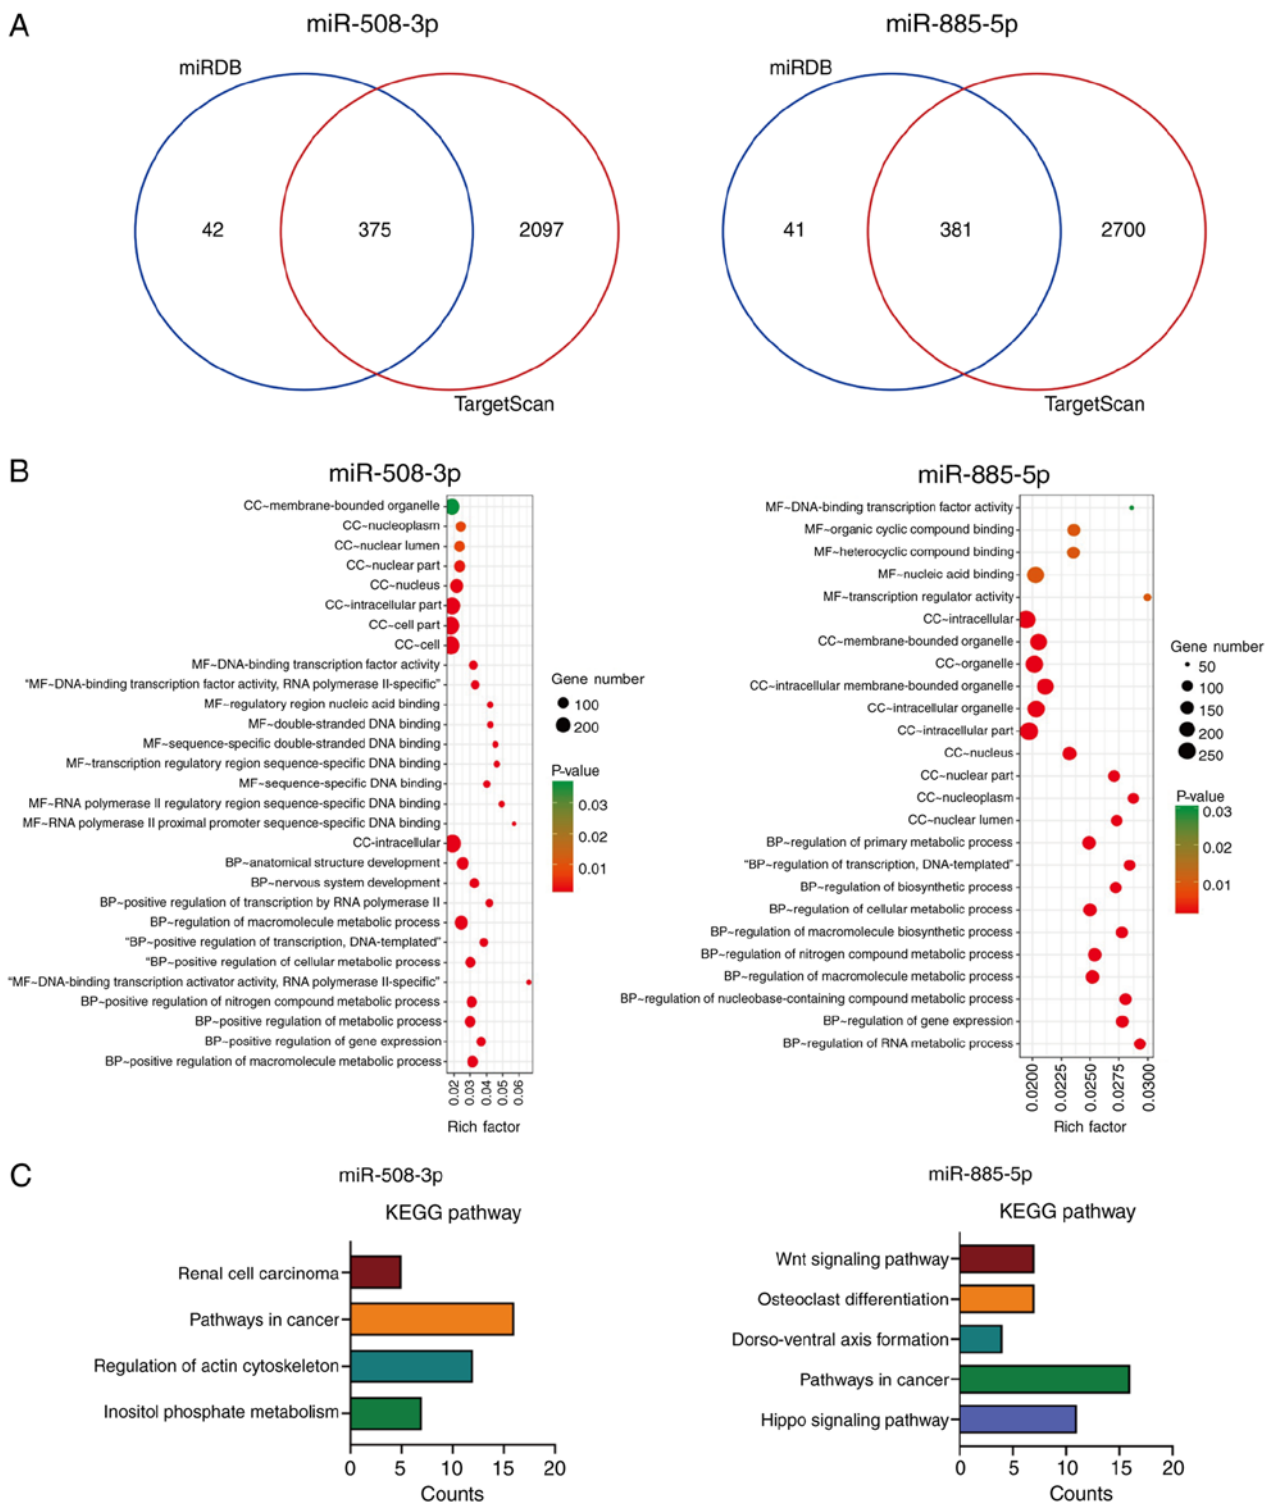 A
miR-508-3p
miR-885-5p
miRDB
miRDB
42
375
2097
41
381
2700
TargetScan
TargetScan
B
miR-508-3p
CC~membrane-bounded organelle
CC~nucleoplasm
CC~nuclear lumen
CC~nuclear part
CC~nucleus
CC~intracellular part
CC~cell part
CC~cell
MF~DNA-binding transcription factor activity
“MF~DNA-binding transcription factor activity, RNA polymerase II-specific”
MF~regulatory region nucleic acid binding
MF~double-stranded DNA binding
MF~sequence-specific double-stranded DNA binding
MF~transcription regulatory region sequence-specific DNA binding
MF~sequence-specific DNA binding
MF~RNA polymerase II regulatory region sequence-specific DNA binding
MF~RNA polymerase II proximal promoter sequence-specific DNA binding
CC-intracellular
BP~anatomical structure development
BP~nervous system development
BP~positive regulation of transcription by RNA polymerase II
BP~regulation of macromolecule metabolic process
“BP~positive regulation of transcription, DNA-templated”
“BP~positive regulation of cellular metabolic process
“MF~DNA-binding transcription activator activity, RNA polymerase II-specific”
BP~positive regulation of nitrogen compound metabolic process
BP~positive regulation of metabolic process
BP~positive regulation of gene expression
BP~positive regulation of macromolecule metabolic process
0.02
0.03
0.04
0.05
0.06
Rich factor
Gene number
100
200
P-value
0.03
0.02
0.01
miR-885-5p
MF~DNA-binding transcription factor activity
MF~organic cyclic compound binding
MF~heterocyclic compound binding
MF~nucleic acid binding
MF~transcription regulator activity
CC~intracellular
CC~membrane-bounded organelle
CC~organelle
CC~intracellular membrane-bounded organelle
CC~intracellular organelle
CC~intracellular part
CC~nucleus
CC~nuclear part
CC~nucleoplasm
CC~nuclear lumen
BP~regulation of primary metabolic process
“BP~regulation of transcription, DNA-templated”
BP~regulation of biosynthetic process
BP~regulation of cellular metabolic process
BP~regulation of macromolecule biosynthetic process
BP~regulation of nitrogen compound metabolic process
BP~regulation of macromolecule metabolic process
BP~regulation of nucleobase-containing compound metabolic process
BP~regulation of gene expression
BP~regulation of RNA metabolic process
0.0200
0.0225
0.0250
0.0275
0.0300
Rich factor
Gene number
50
100
150
200
250
P-value
0.03
0.02
0.01
C
miR-508-3p
KEGG pathway
Renal cell carcinoma
Pathways in cancer
Regulation of actin cytoskeleton
Inositol phosphate metabolism
0 5 10 15 20
Counts
miR-885-5p
KEGG pathway
Wnt signaling pathway
Osteoclast differentiation
Dorso-ventral axis formation
Pathways in cancer
Hippo signaling pathway
0 5 10 15 20
Counts